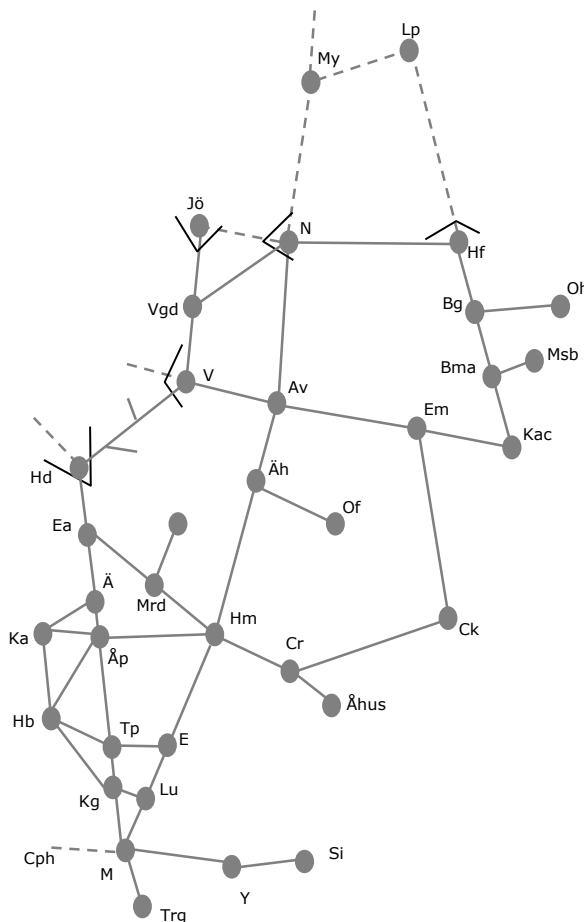 Lp
My
Jö
N
Hf
Oh
Bg
Vgd
Msb
Bma
V
Av
Em
Kac
Hd
Äh
Of
Ea
Ä
Mrd
Hm
Ck
Ka
Åp
Cr
Åhus
Hb
Tp
E
Kg
Lu
Cph
M
Si
Y
Trg